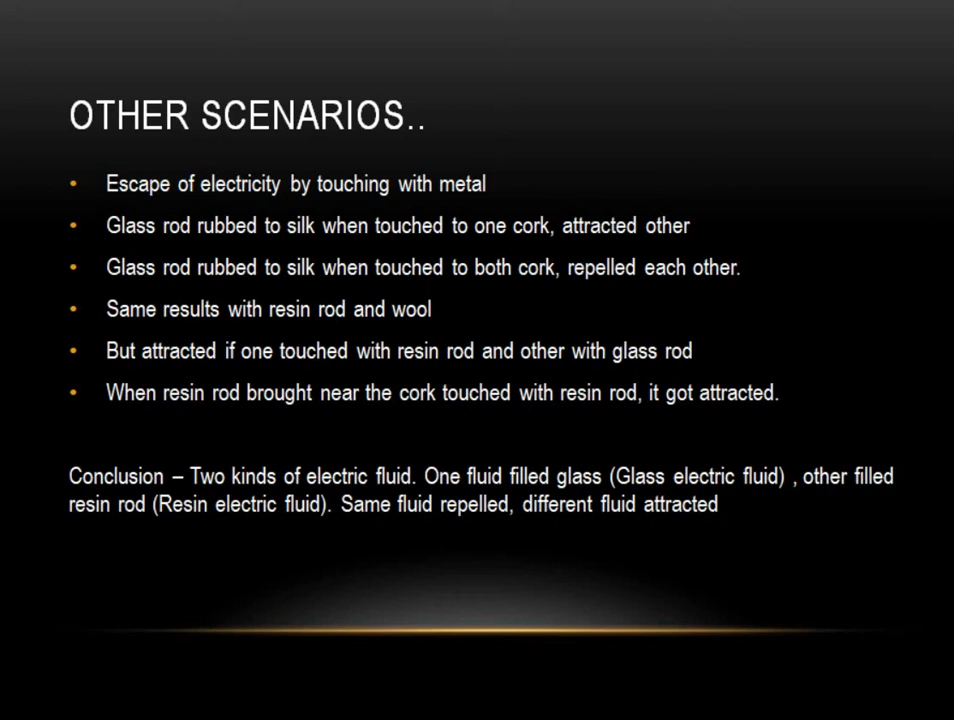 OTHER SCENARIOS..
• Escape of electricity by touching with metal
• Glass rod rubbed to silk when touched to one cork, attracted other
• Glass rod rubbed to silk when touched to both cork, repelled each other.
• Same results with resin rod and wool
• But attracted if one touched with resin rod and other with glass rod
• When resin rod brought near the cork touched with resin rod, it got attracted.
Conclusion – Two kinds of electric fluid. One fluid filled glass (Glass electric fluid) , other filled
resin rod (Resin electric fluid). Same fluid repelled, different fluid attracted